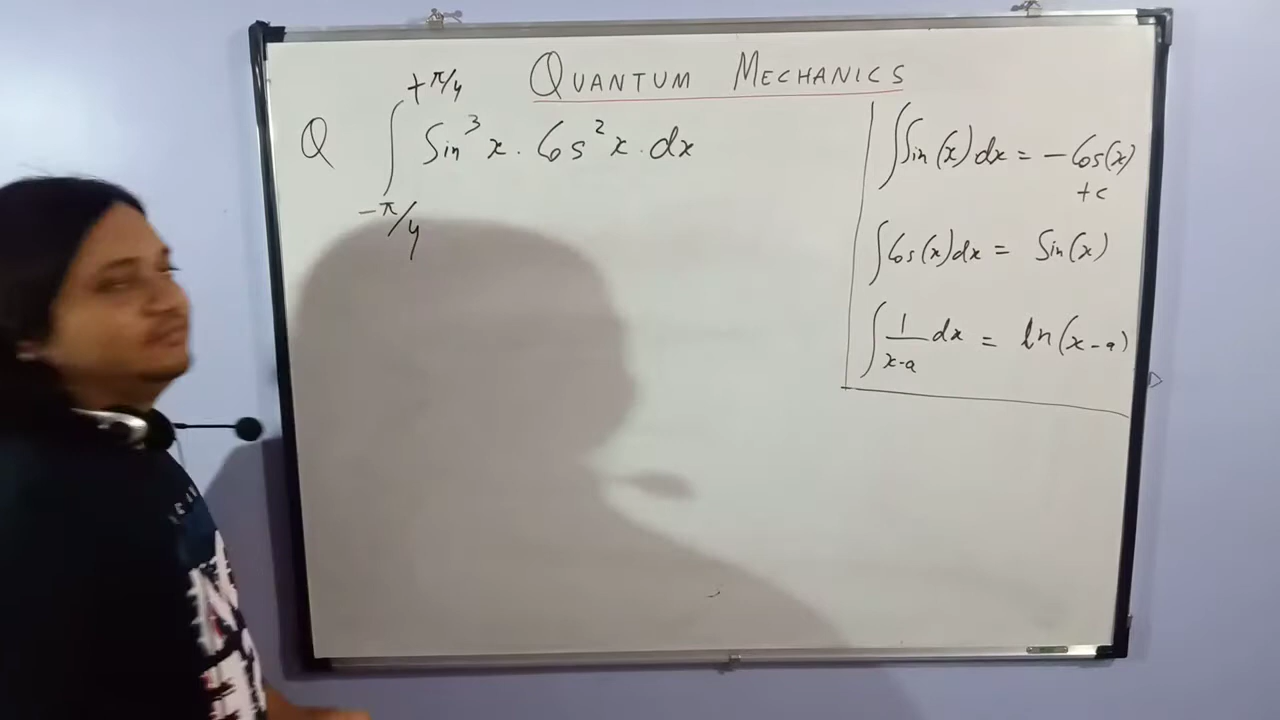 QUANTUM MECHANICS
Q ∫_{-π/4}^{+π/4} Sin³x · Cos²x · dx
∫Sin(x)dx = -Cos(x)
+c
∫Cos(x)dx = Sin(x)
∫ 1/(x-a) dx = ln(x-a)